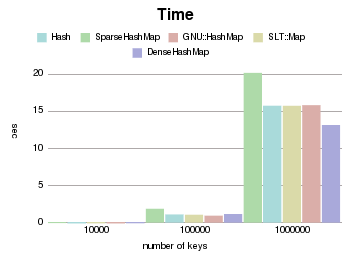 Time
Hash SparseHashMap GNU::HashMap SLT::Map
DenseHashMap
20
15
10
5
0
sec
10000 100000 1000000
number of keys